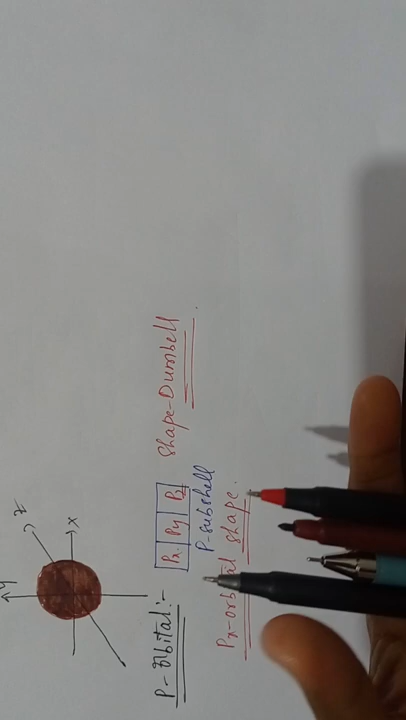 y
z
x
P-orbital:- Px Py Pz Shape-Dumbell.
P-subshell
Px-orbital shape.